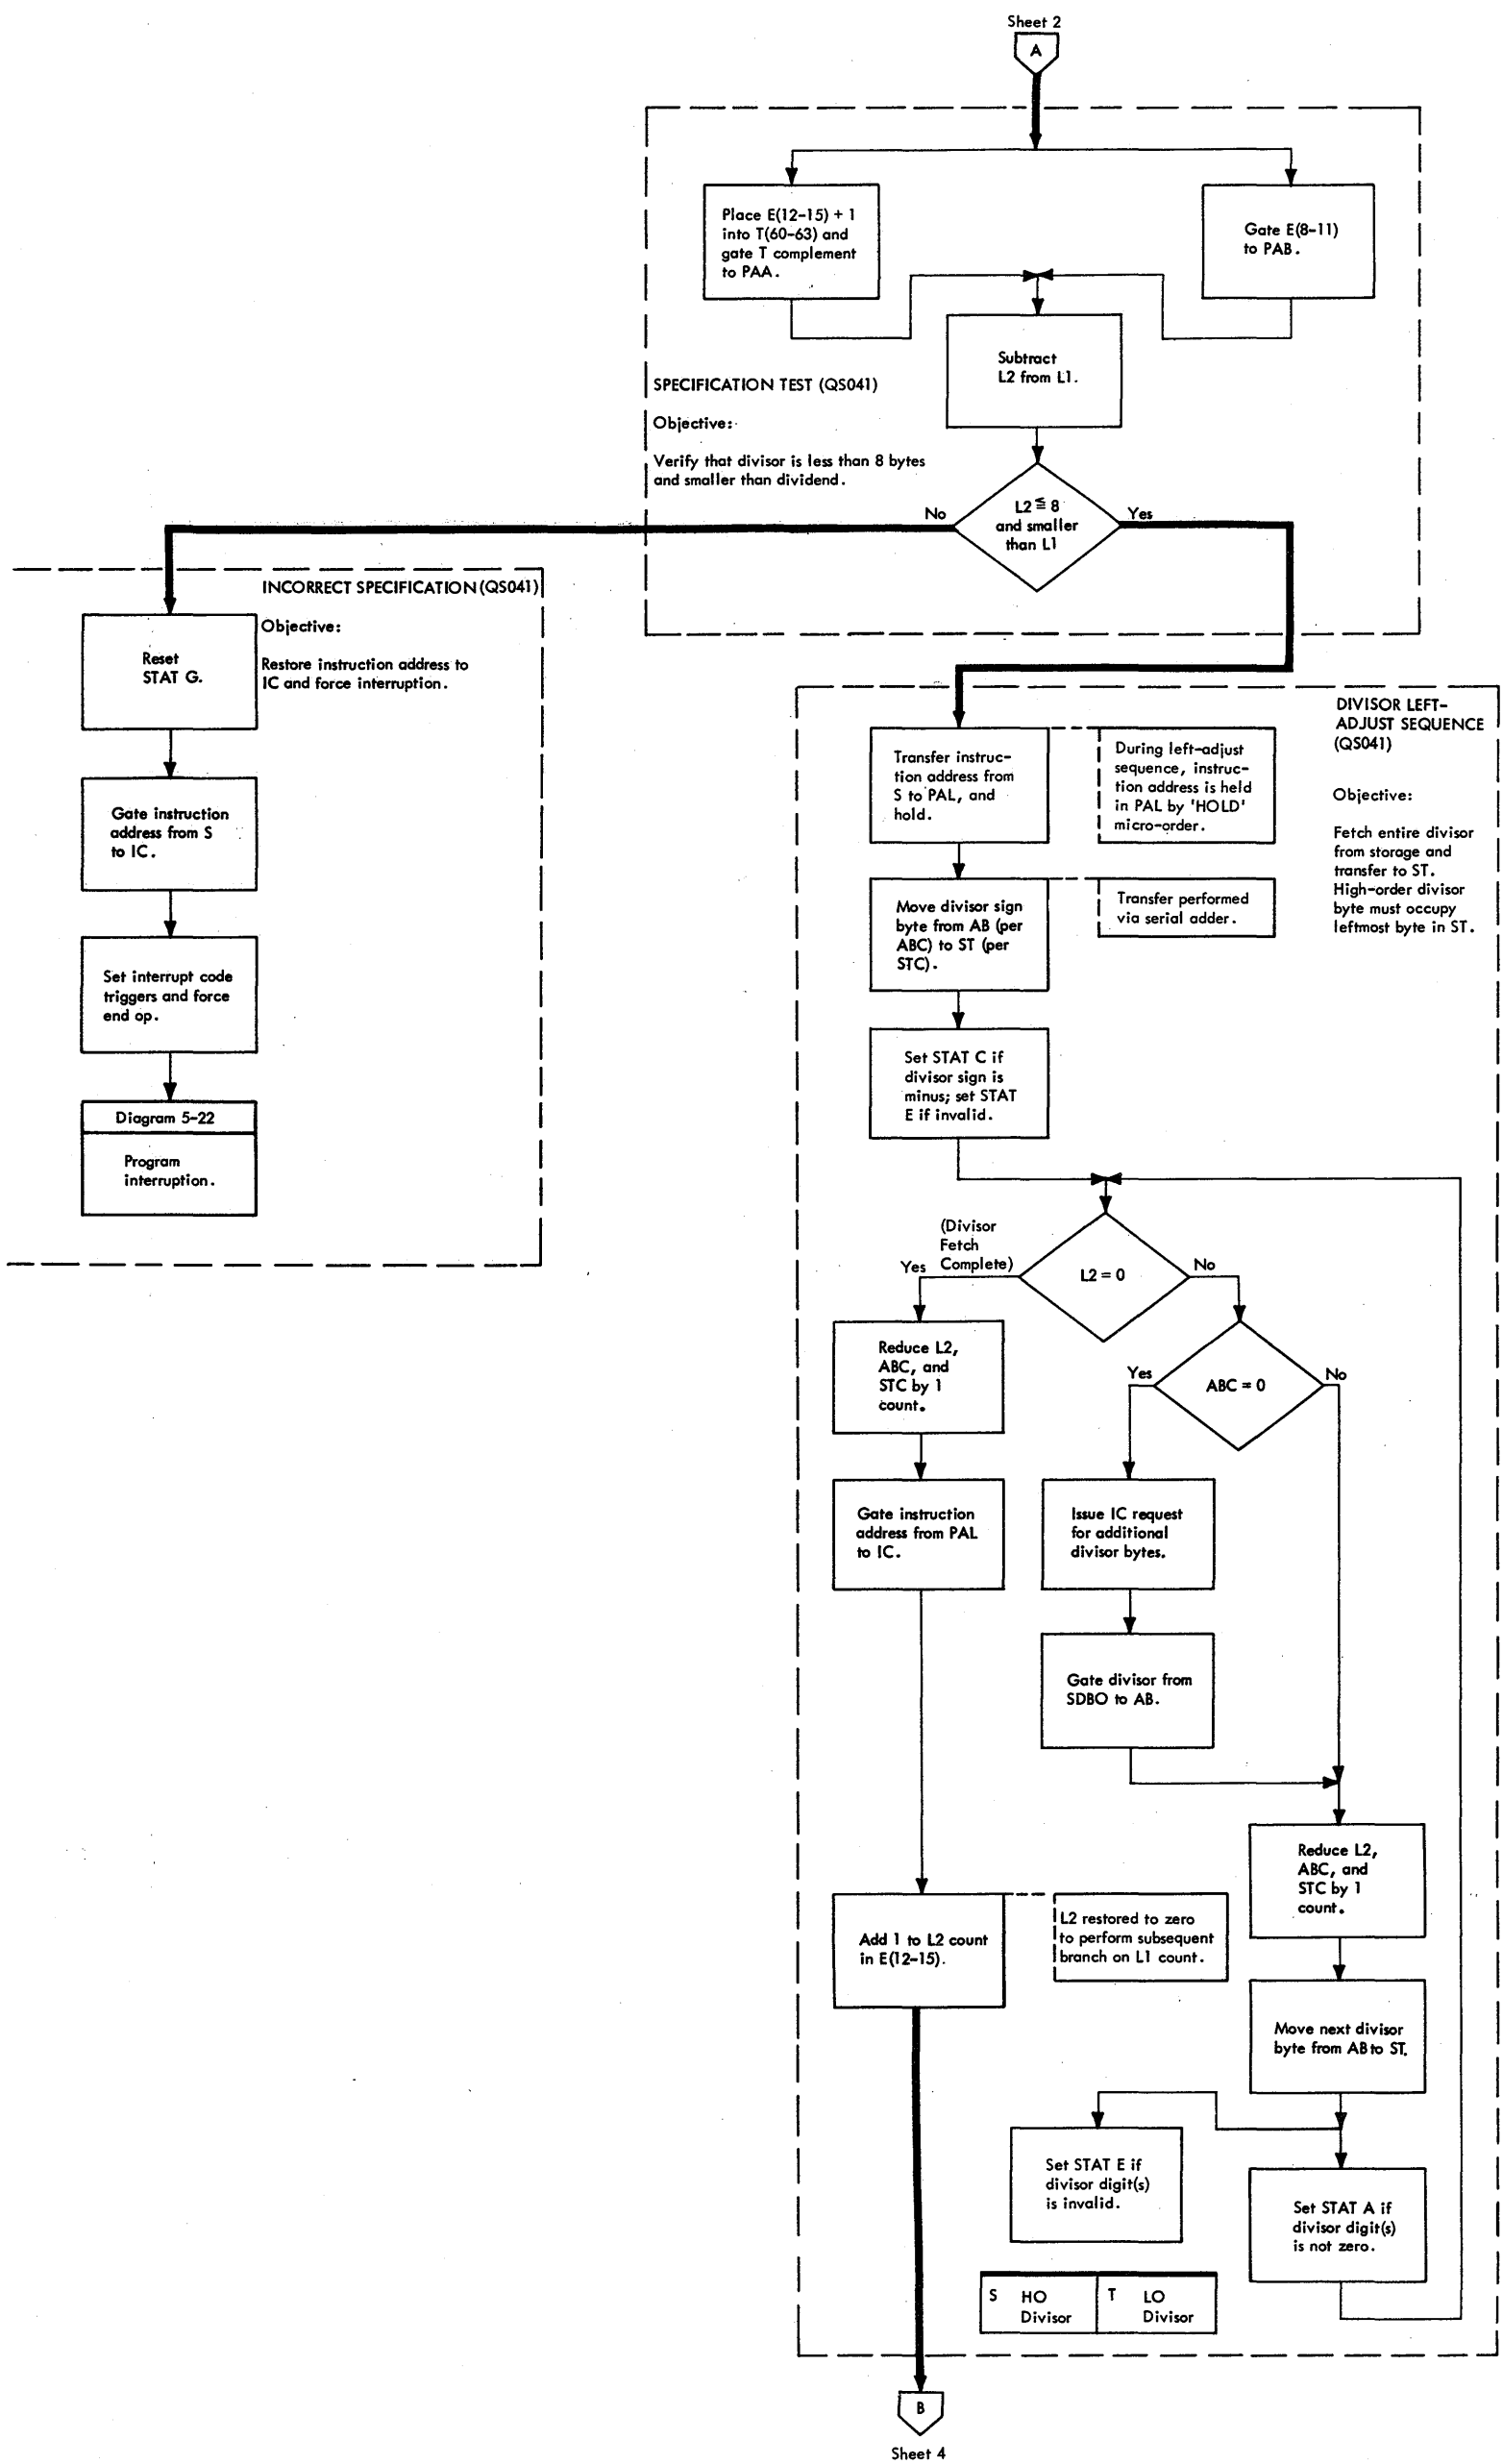 Sheet 2
A
Place E(12-15) + 1
into T(60-63) and
gate T complement
to PAA.
Gate E(8-11)
to PAB.
Subtract
L2 from L1.
SPECIFICATION TEST (QS041)
Objective:
Verify that divisor is less than 8 bytes
and smaller than dividend.
L2 ≦ 8
and smaller
than L1
No
Yes
INCORRECT SPECIFICATION (QS041)
Objective:
Restore instruction address to
IC and force interruption.
Reset
STAT G.
Gate instruction
address from S
to IC.
Set interrupt code
triggers and force
end op.
Diagram 5-22
Program
interruption.
DIVISOR LEFT-
ADJUST SEQUENCE
(QS041)
Objective:
Fetch entire divisor
from storage and
transfer to ST.
High-order divisor
byte must occupy
leftmost byte in ST.
Transfer instruc-
tion address from
S to PAL, and
hold.
During left-adjust
sequence, instruc-
tion address is held
in PAL by 'HOLD'
micro-order.
Move divisor sign
byte from AB (per
ABC) to ST (per
STC).
Transfer performed
via serial adder.
Set STAT C if
divisor sign is
minus; set STAT
E if invalid.
(Divisor
Fetch
Complete)
Yes
L2 = 0
No
Reduce L2,
ABC, and
STC by 1
count.
Yes
ABC = 0
No
Gate instruction
address from PAL
to IC.
Issue IC request
for additional
divisor bytes.
Gate divisor from
SDBO to AB.
Reduce L2,
ABC, and
STC by 1
count.
Add 1 to L2 count
in E(12-15).
L2 restored to zero
to perform subsequent
branch on L1 count.
Move next divisor
byte from AB to ST.
Set STAT E if
divisor digit(s)
is invalid.
Set STAT A if
divisor digit(s)
is not zero.
S HO
Divisor
T LO
Divisor
B
Sheet 4